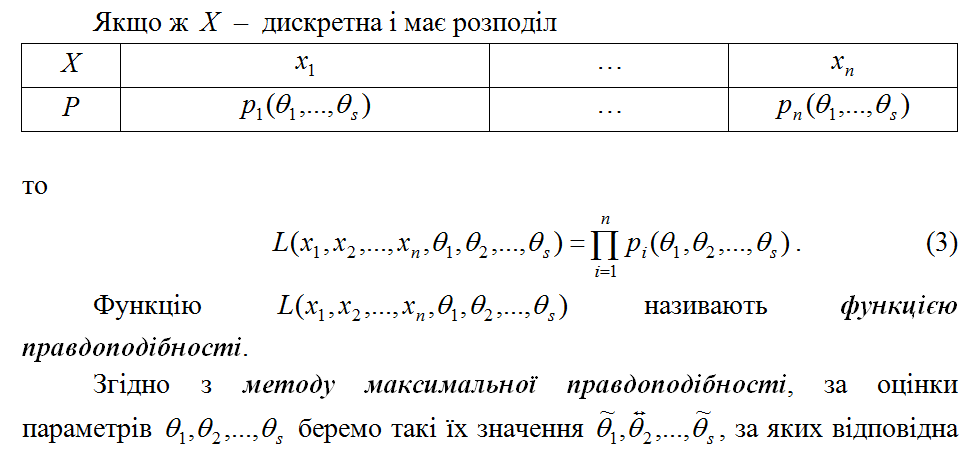 Якщо ж X – дискретна і має розподіл
X x₁ … xₙ
P p₁(θ₁,...,θₛ) … pₙ(θ₁,...,θₛ)
то
L(x₁,x₂,...,xₙ,θ₁,θ₂,...,θₛ) = ∏ᵢ₌₁ⁿ pᵢ(θ₁,θ₂,...,θₛ). (3)
Функцію L(x₁,x₂,...,xₙ,θ₁,θ₂,...,θₛ) називають функцією
правдоподібності.
Згідно з методу максимальної правдоподібності, за оцінки
параметрів θ₁,θ₂,...,θₛ беремо такі їх значення θ̃₁,θ̃₂,...,θ̃ₛ, за яких відповідна